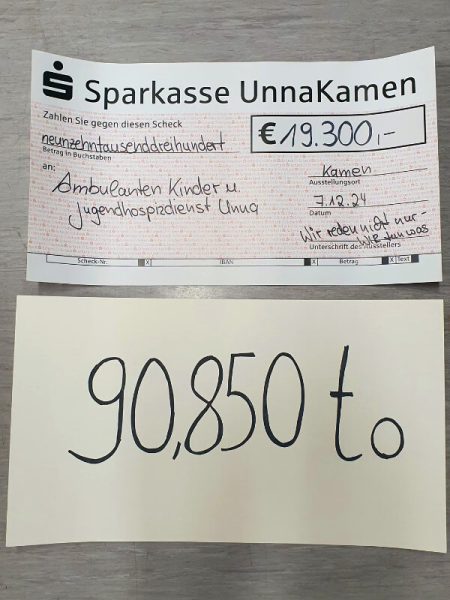 Sparkasse UnnaKamen
Zahlen Sie gegen diesen Scheck
neunzehntausenddreihundert
Betrag in Buchstaben
€ 19.300,-
an:
Ambulanten Kinder u.
Jugendhospizdienst Unna
Kamen
Ausstellungsort
7.12.24
Datum
Wir reden nicht nur -
wir tun was
Unterschrift des Ausstellers
Scheck-Nr. X IBAN X Betrag X Text
90,850 to